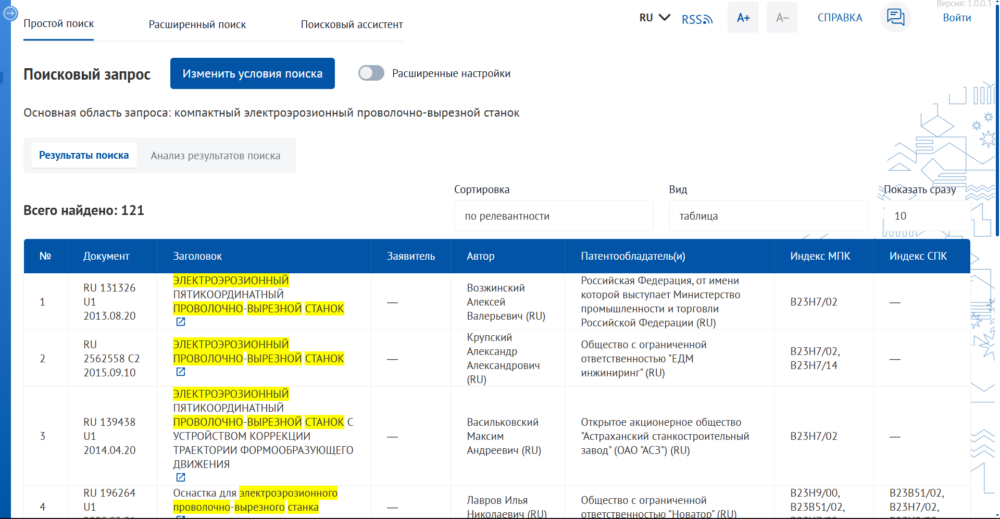 Версия: 1.0.0.3
Простой поиск
Расширенный поиск
Поисковый ассистент
RU
RSS
A+
A−
СПРАВКА
Войти
Поисковый запрос
Изменить условия поиска
Расширенные настройки
Основная область запроса: компактный электроэрозионный проволочно-вырезной станок
Результаты поиска
Анализ результатов поиска
Всего найдено: 121
Сортировка
по релевантности
Вид
таблица
Показать сразу
10
№
Документ
Заголовок
Заявитель
Автор
Патентообладатель(и)
Индекс МПК
Индекс СПК
1
RU 131326
U1
2013.08.20
ЭЛЕКТРОЭРОЗИОННЫЙ
ПЯТИКООРДИНАТНЫЙ
ПРОВОЛОЧНО-ВЫРЕЗНОЙ СТАНОК
—
Возжинский
Алексей
Валерьевич (RU)
Российская Федерация, от имени
которой выступает Министерство
промышленности и торговли
Российской Федерации (RU)
B23H7/02
—
2
RU
2562558 C2
2015.09.10
ЭЛЕКТРОЭРОЗИОННЫЙ
ПРОВОЛОЧНО-ВЫРЕЗНОЙ СТАНОК
—
Крупский
Александр
Александрович
(RU)
Общество с ограниченной
ответственностью "ЕДМ
инжиниринг" (RU)
B23H7/02,
B23H7/14
—
3
RU 139438
U1
2014.04.20
ЭЛЕКТРОЭРОЗИОННЫЙ
ПЯТИКООРДИНАТНЫЙ
ПРОВОЛОЧНО-ВЫРЕЗНОЙ СТАНОК С
УСТРОЙСТВОМ КОРРЕКЦИИ
ТРАЕКТОРИИ ФОРМООБРАЗУЮЩЕГО
ДВИЖЕНИЯ
—
Васильковский
Максим
Андреевич (RU)
Открытое акционерное общество
"Астраханский станкостроительный
завод" (ОАО "АСЗ") (RU)
B23H7/02
—
4
RU 196264
U1
Оснастка для электроэрозионного
проволочно-вырезного станка
—
Лавров Илья
Николаевич (RU)
Общество с ограниченной
ответственностью "Новатор" (RU)
B23H9/00,
B23B51/02,
B23B51/02,
B23H7/02,